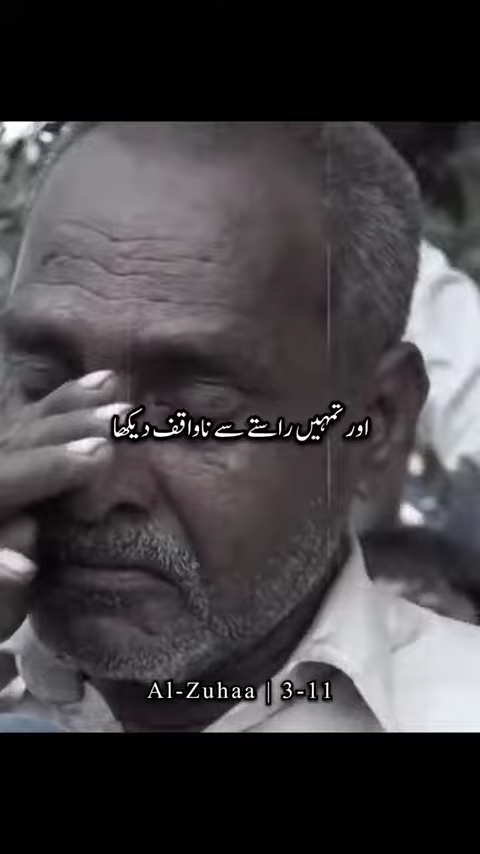 اور تمہیں راستے سے ناواقف دیکھا
Al-Zuhaa | 3-11